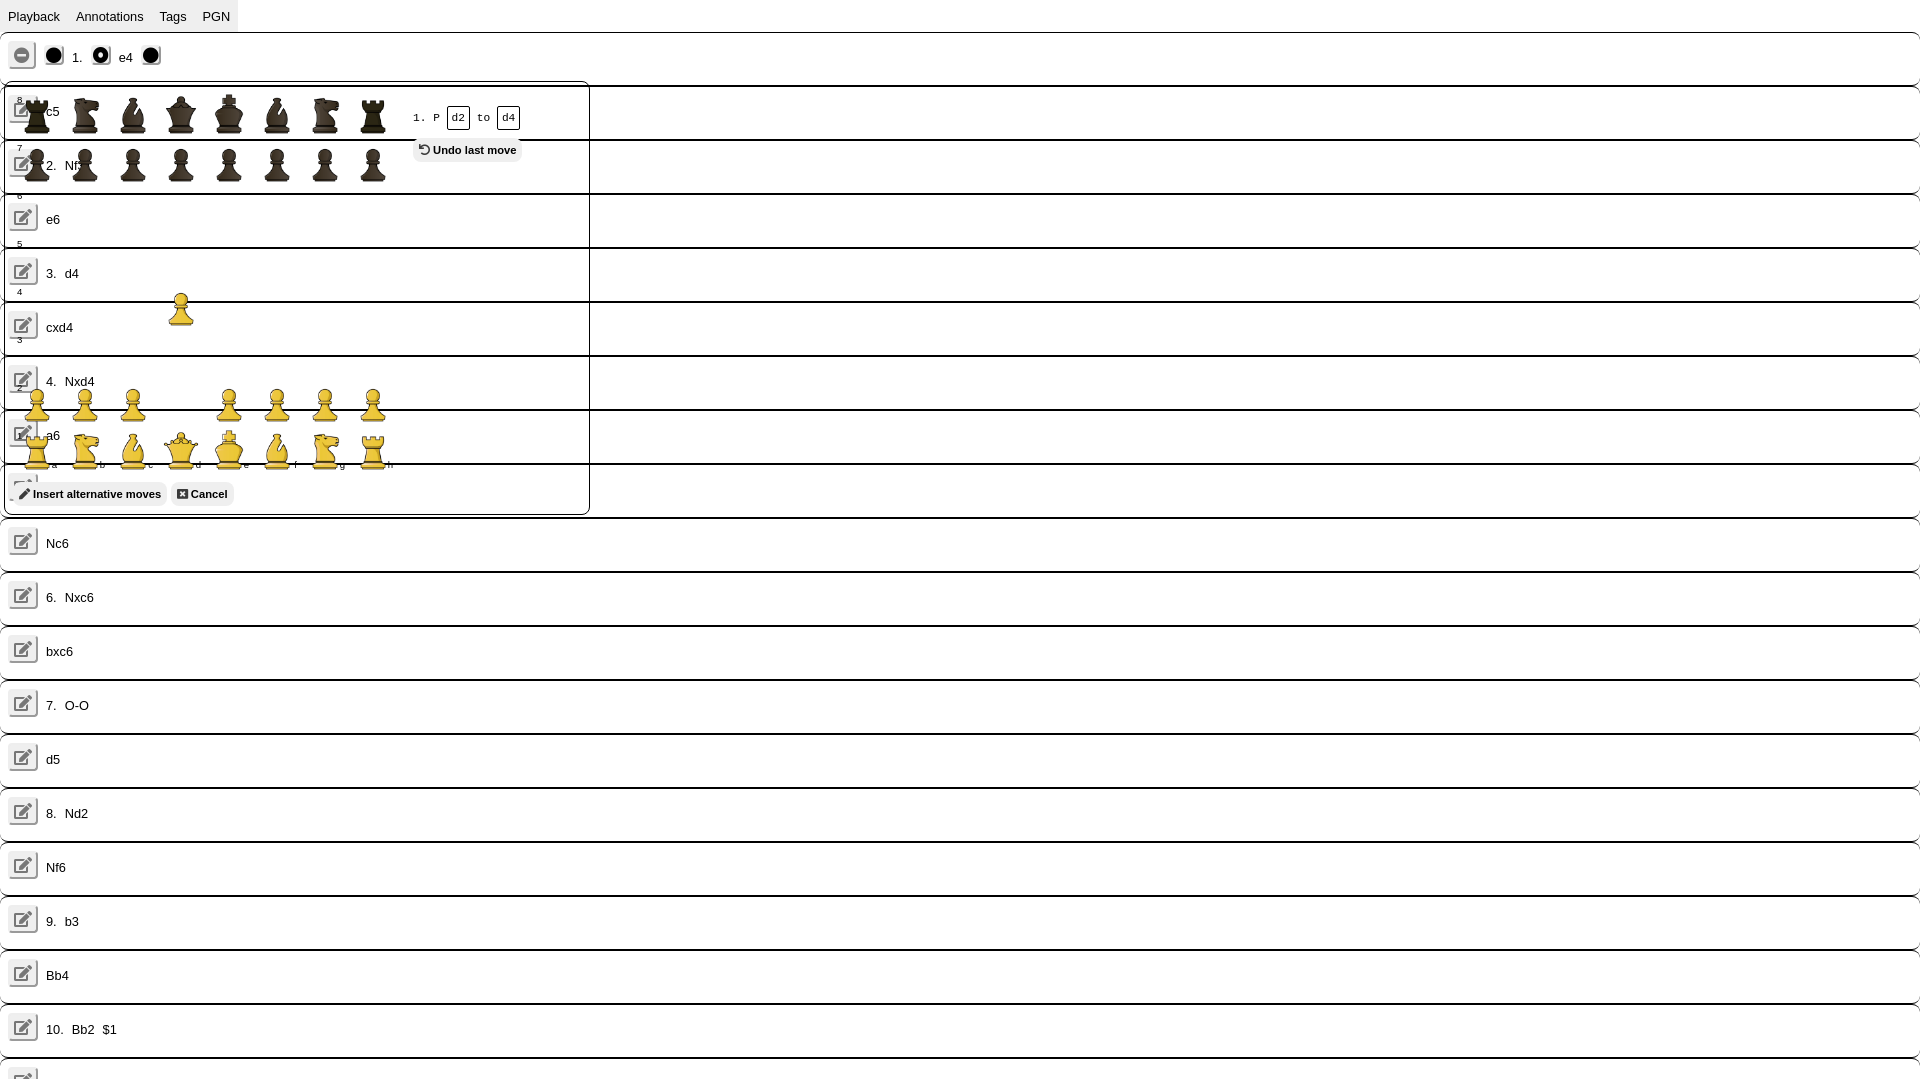 Playback Annotations Tags PGN
1. e4
8
c5
1. P d2 to d4
7
Undo last move
2.
6
e6
5
3. d4
4
cxd4
3
4. Nxd4
2
a6
1
a b c d e f g h
Insert alternative moves Cancel
Nc6
6. Nxc6
bxc6
7. O-O
d5
8. Nd2
Nf6
9. b3
Bb4
10. Bb2 $1